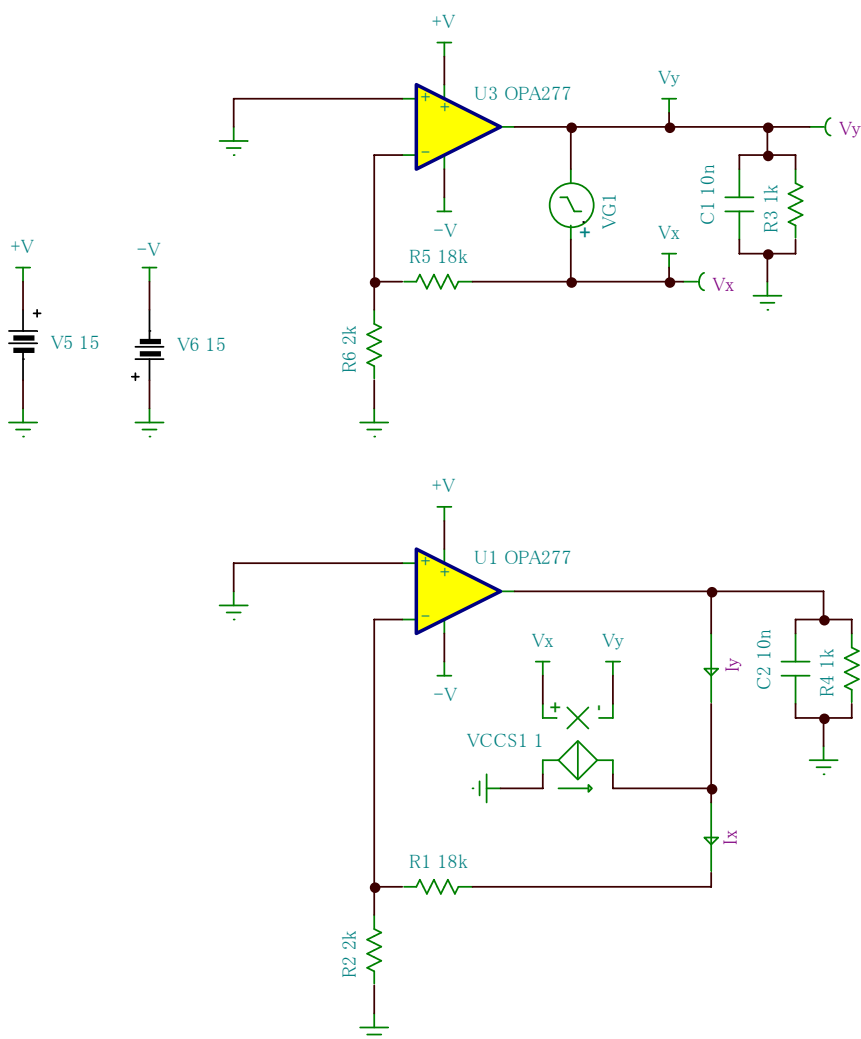 +V
U3 OPA277
+
+
−
−V
Vy
Vy
C1 10n
R3 1k
VG1
+
Vx
Vx
R5 18k
R6 2k
+V
+
V5 15
−V
V6 15
+
+V
U1 OPA277
+
+
−
−V
Vx
Vy
+
-
VCCS1 1
Iy
C2 10n
R4 1k
Ix
R1 18k
R2 2k